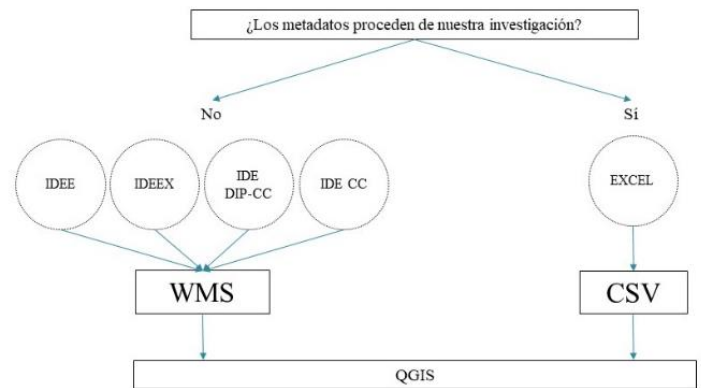 ¿Los metadatos proceden de nuestra investigación?
No
Sí
IDEE
IDEEX
IDE
DIP-CC
IDE CC
EXCEL
WMS
CSV
QGIS